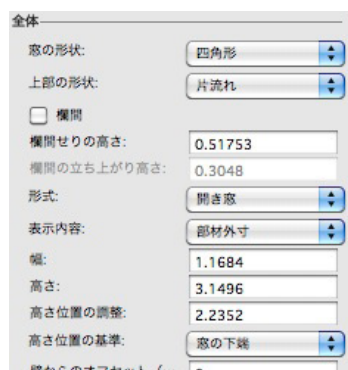 全体
窓の形状: 四角形
上部の形状: 片流れ
欄間
欄間せりの高さ: 0.51753
欄間の立ち上がり高さ: 0.3048
形式: 開き窓
表示内容: 部材外寸
幅: 1.1684
高さ: 3.1496
高さ位置の調整: 2.2352
高さ位置の基準: 窓の下端